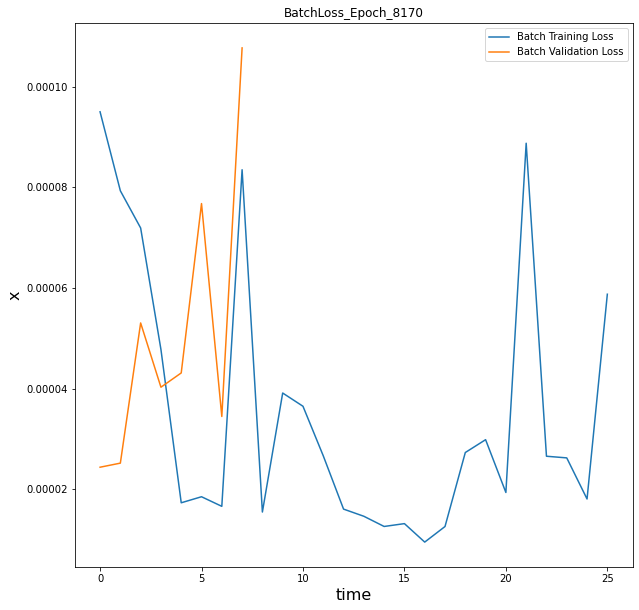 BatchLoss_Epoch_8170
Batch Training Loss
Batch Validation Loss
0.00010
0.00008
0.00006
0.00004
0.00002
x
0 5 10 15 20 25
time